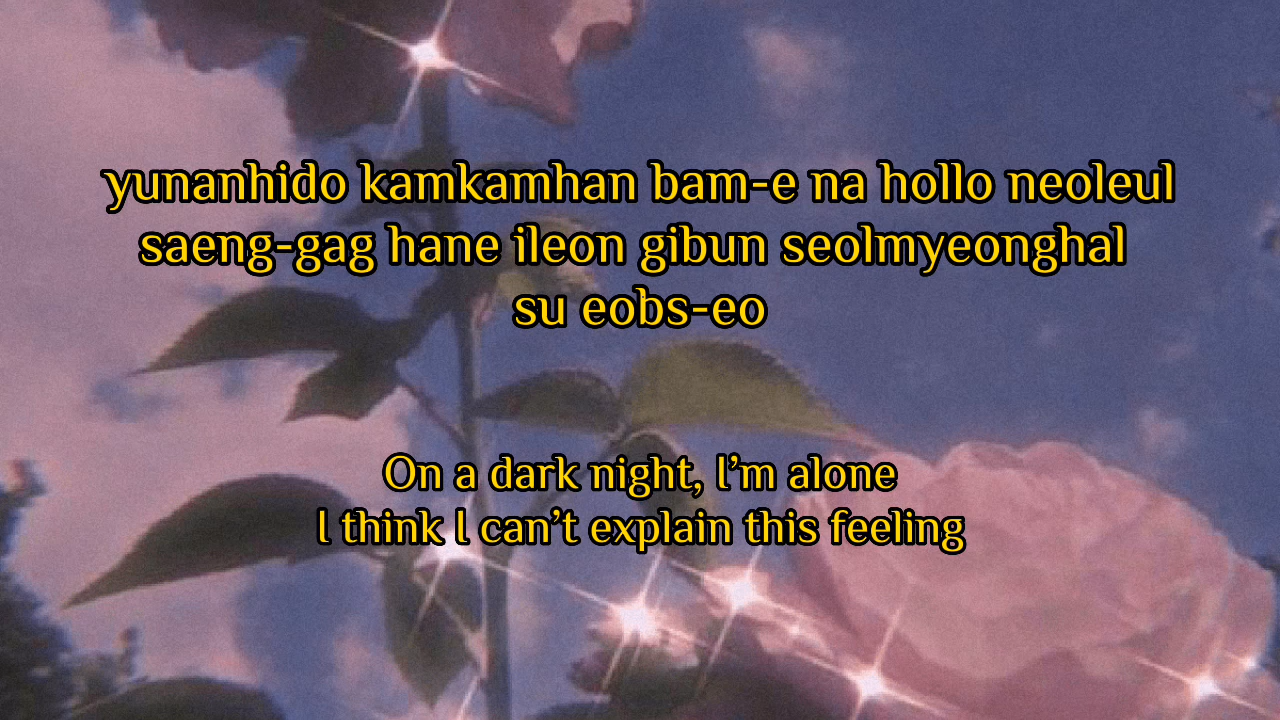 yunanhido kamkamhan bam-e na hollo neoleul
saeng-gag hane ileon gibun seolmyeonghal
su eobs-eo
On a dark night, I’m alone
I think I can’t explain this feeling